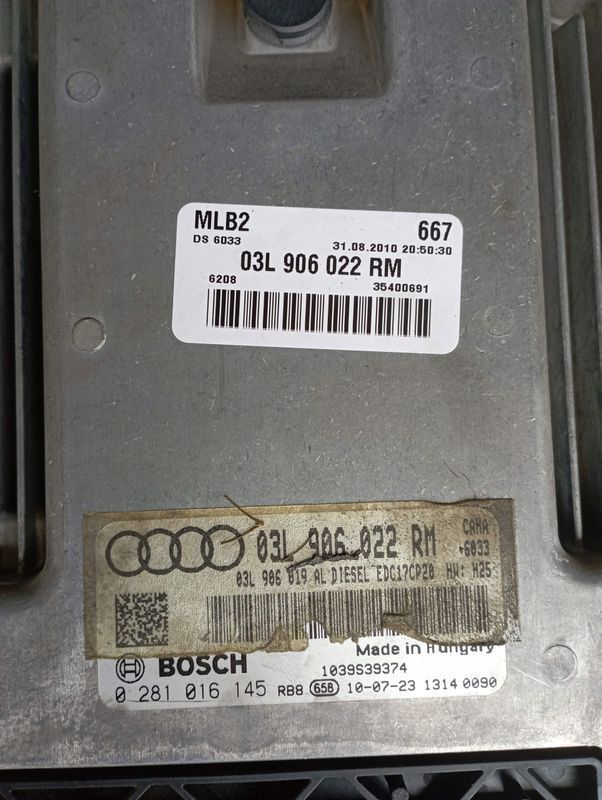 MLB2 667
DS 6033 31.08.2010 20:50:30
03L 906 022 RM
6208 35400691
03L 906 022 RM CAHA
03L 906 019 AL DIESEL EDC17CP20 HW: H25 +6033
Made in Hungary
BOSCH 1039S39374
0 281 016 145 RB8 658 10-07-23 1314 0090